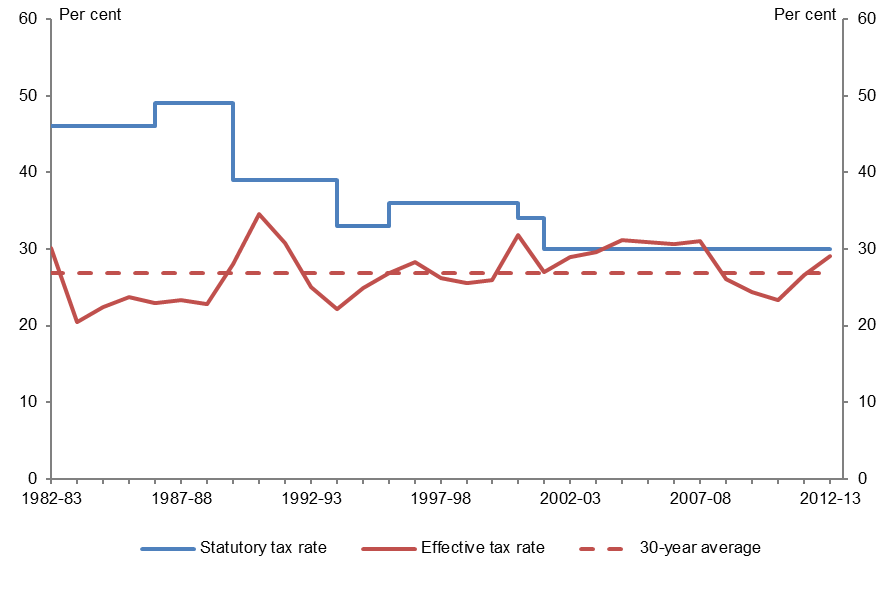 Per cent Per cent
60 60
50 50
40 40
30 30
20 20
10 10
0 0
1982-83 1987-88 1992-93 1997-98 2002-03 2007-08 2012-13
Statutory tax rate Effective tax rate 30-year average